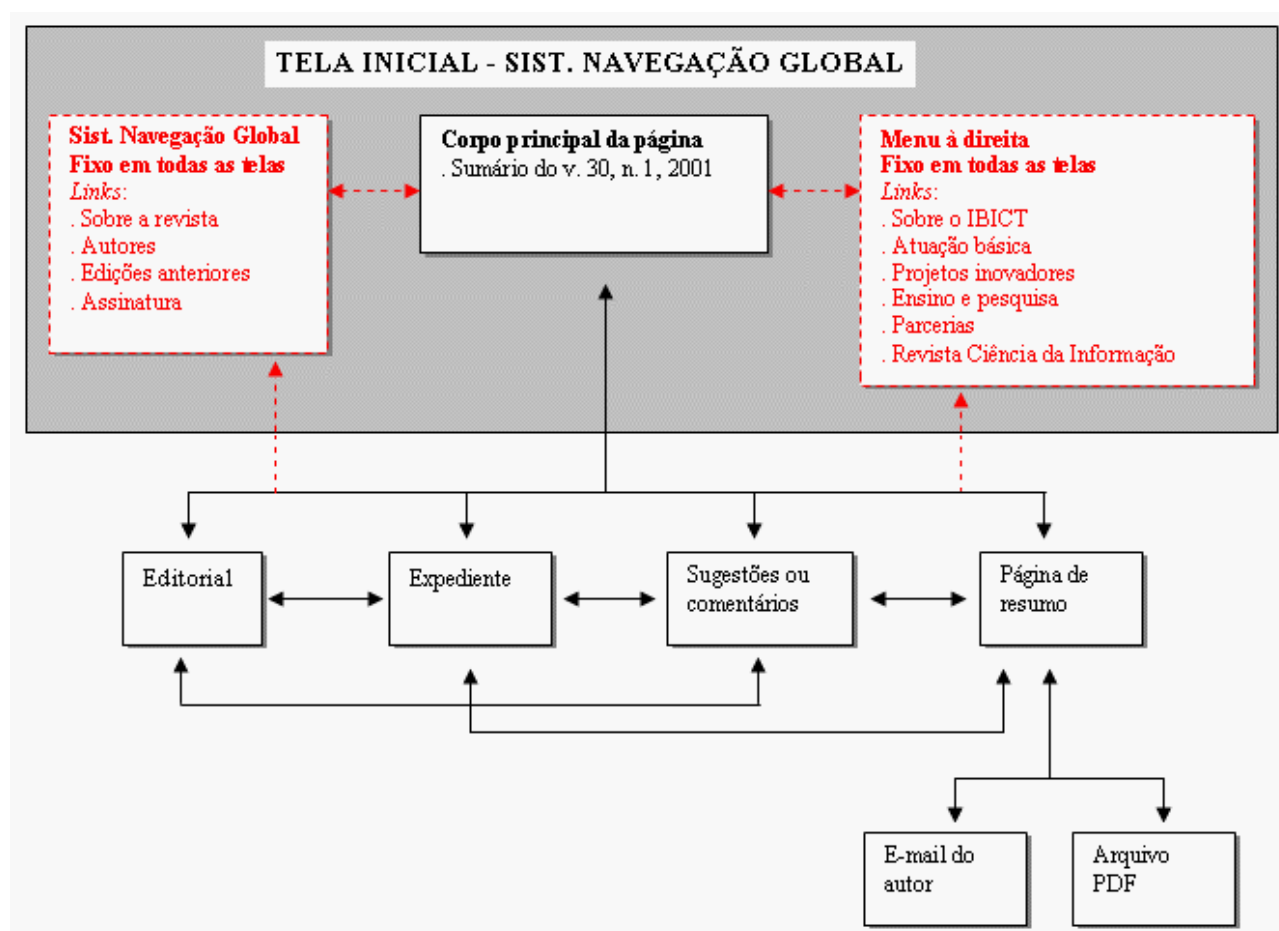 TELA INICIAL - SIST. NAVEGAÇÃO GLOBAL
Sist. Navegação Global
Fixo em todas as telas
Links:
. Sobre a revista
. Autores
. Edições anteriores
. Assinatura
Corpo principal da página
. Sumário do v. 30, n. 1, 2001
Menu à direita
Fixo em todas as telas
Links:
. Sobre o IBICT
. Atuação básica
. Projetos inovadores
. Ensino e pesquisa
. Parcerias
. Revista Ciência da Informação
Editorial
Expediente
Sugestões ou
comentários
Página de
resumo
E-mail do
autor
Arquivo
PDF